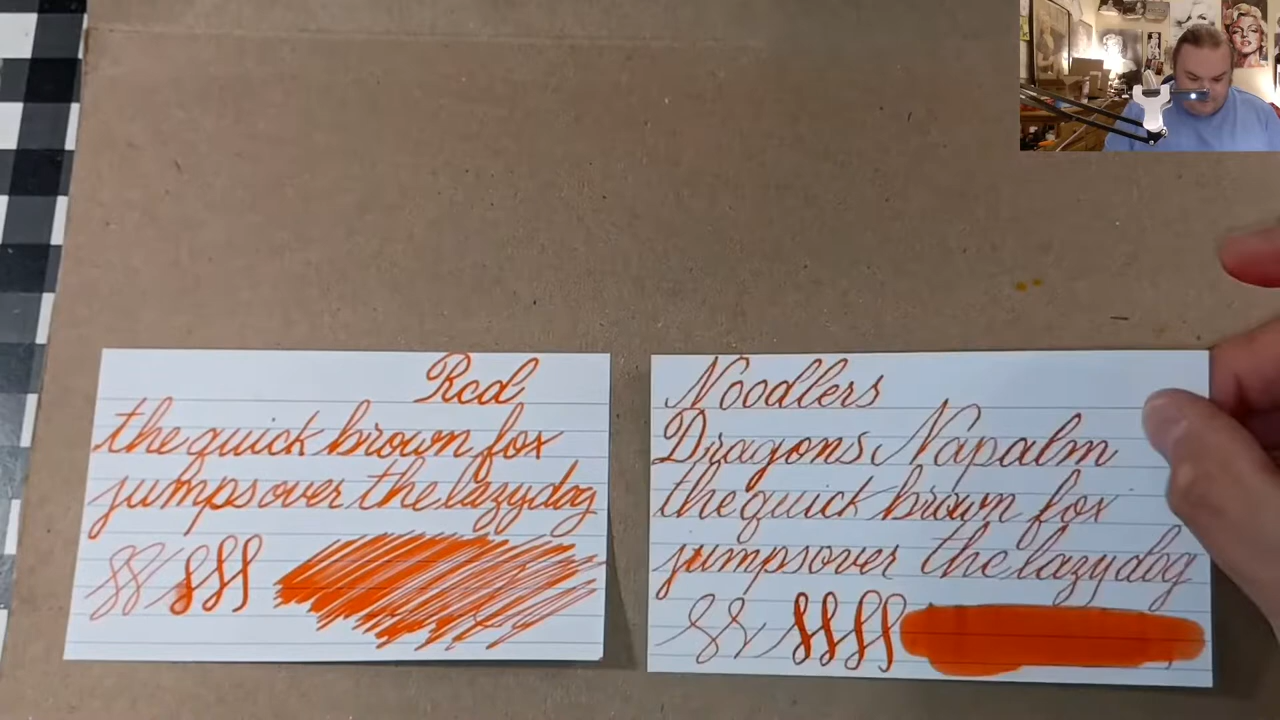 Red
the quick brown fox
jumps over the lazy dog
Noodlers
Dragons Napalm
the quick brown fox
jumps over the lazy dog